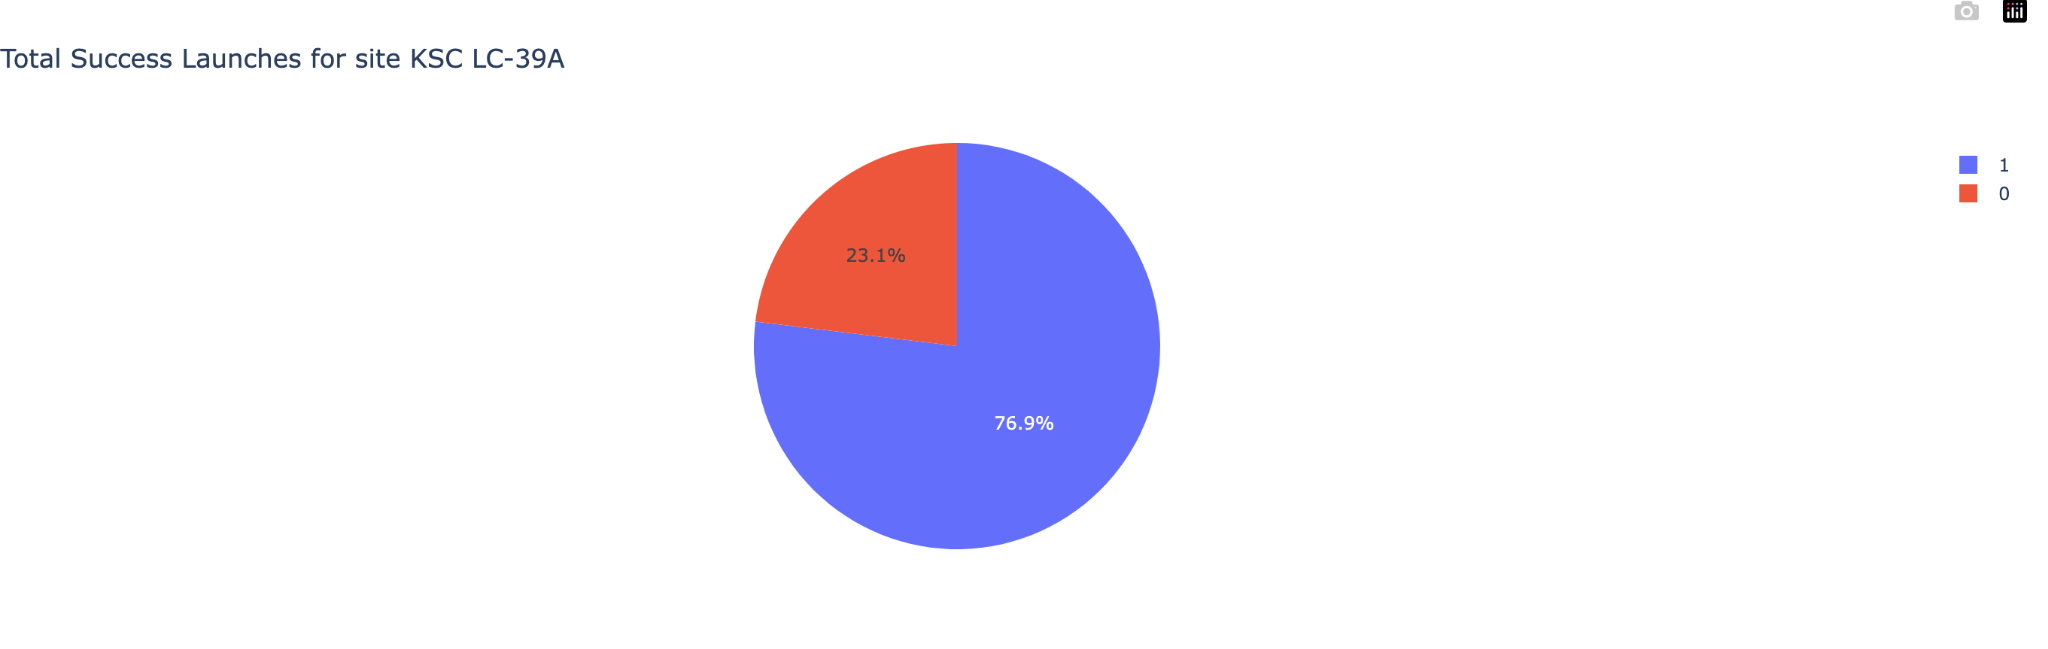 Total Success Launches for site KSC LC-39A
1
0
23.1%
76.9%